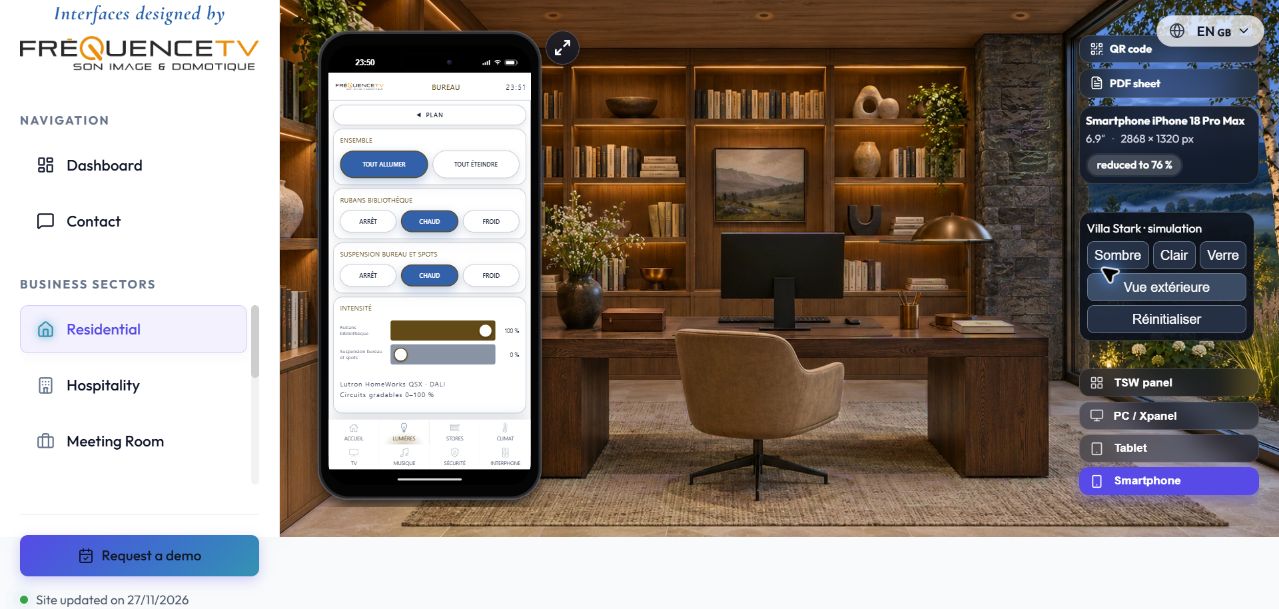 Interfaces designed by
FRÉQUENCETV
SON IMAGE & DOMOTIQUE
NAVIGATION
Dashboard
Contact
BUSINESS SECTORS
Residential
Hospitality
Meeting Room
Request a demo
Site updated on 27/11/2026
23:50
FRÉQUENCETV
BUREAU
23:51
◄ PLAN
ENSEMBLE
TOUT ALLUMER
TOUT ÉTEINDRE
RUBANS BIBLIOTHÈQUE
ARRÊT
CHAUD
FROID
SUSPENSION BUREAU ET SPOTS
ARRÊT
CHAUD
FROID
INTENSITÉ
Rubans
bibliothèque
100 %
Suspension bureau
et spots
0 %
Lutron HomeWorks QSX · DALI
Circuits gradables 0–100 %
ACCUEIL
LUMIÈRES
STORES
CLIMAT
TV
MUSIQUE
SÉCURITÉ
INTERPHONE
EN GB
QR code
PDF sheet
Smartphone iPhone 18 Pro Max
6.9" · 2868 × 1320 px
reduced to 76 %
Villa Stark · simulation
Sombre
Clair
Verre
Vue extérieure
Réinitialiser
TSW panel
PC / Xpanel
Tablet
Smartphone